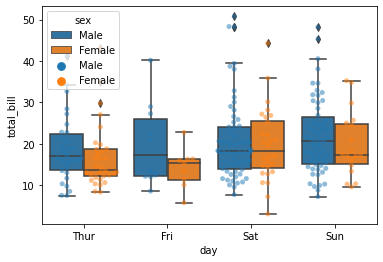 sex
Male
Female
Male
Female
total_bill
50
40
30
20
10
Thur
Fri
Sat
Sun
day